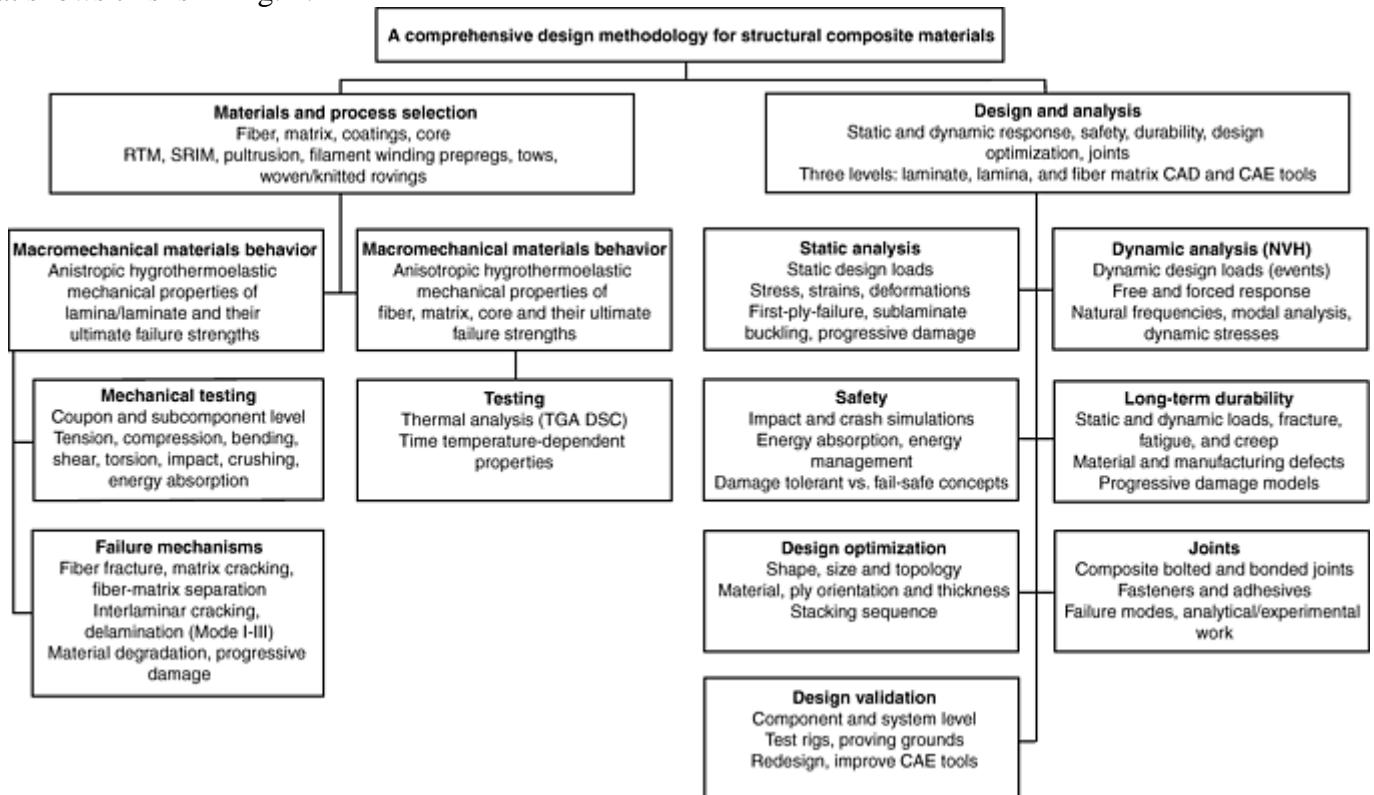 A comprehensive design methodology for structural composite materials
Materials and process selection
Fiber, matrix, coatings, core
RTM, SRIM, pultrusion, filament winding prepregs, tows,
woven/knitted rovings
Design and analysis
Static and dynamic response, safety, durability, design
optimization, joints
Three levels: laminate, lamina, and fiber matrix CAD and CAE tools
Macromechanical materials behavior
Anistropic hygrothermoelastic
mechanical properties of
lamina/laminate and their
ultimate failure strengths
Macromechanical materials behavior
Anisotropic hygrothermoelastic
mechanical properties of
fiber, matrix, core and their ultimate
failure strengths
Static analysis
Static design loads
Stress, strains, deformations
First-ply-failure, sublaminate
buckling, progressive damage
Dynamic analysis (NVH)
Dynamic design loads (events)
Free and forced response
Natural frequencies, modal analysis,
dynamic stresses
Mechanical testing
Coupon and subcomponent level
Tension, compression, bending,
shear, torsion, impact, crushing,
energy absorption
Testing
Thermal analysis (TGA DSC)
Time temperature-dependent
properties
Safety
Impact and crash simulations
Energy absorption, energy
management
Damage tolerant vs. fail-safe concepts
Long-term durability
Static and dynamic loads, fracture,
fatigue, and creep
Material and manufacturing defects
Progressive damage models
Failure mechanisms
Fiber fracture, matrix cracking,
fiber-matrix separation
Interlaminar cracking,
delamination (Mode I-III)
Material degradation, progressive
damage
Design optimization
Shape, size and topology
Material, ply orientation and thickness
Stacking sequence
Joints
Composite bolted and bonded joints
Fasteners and adhesives
Failure modes, analytical/experimental
work
Design validation
Component and system level
Test rigs, proving grounds
Redesign, improve CAE tools